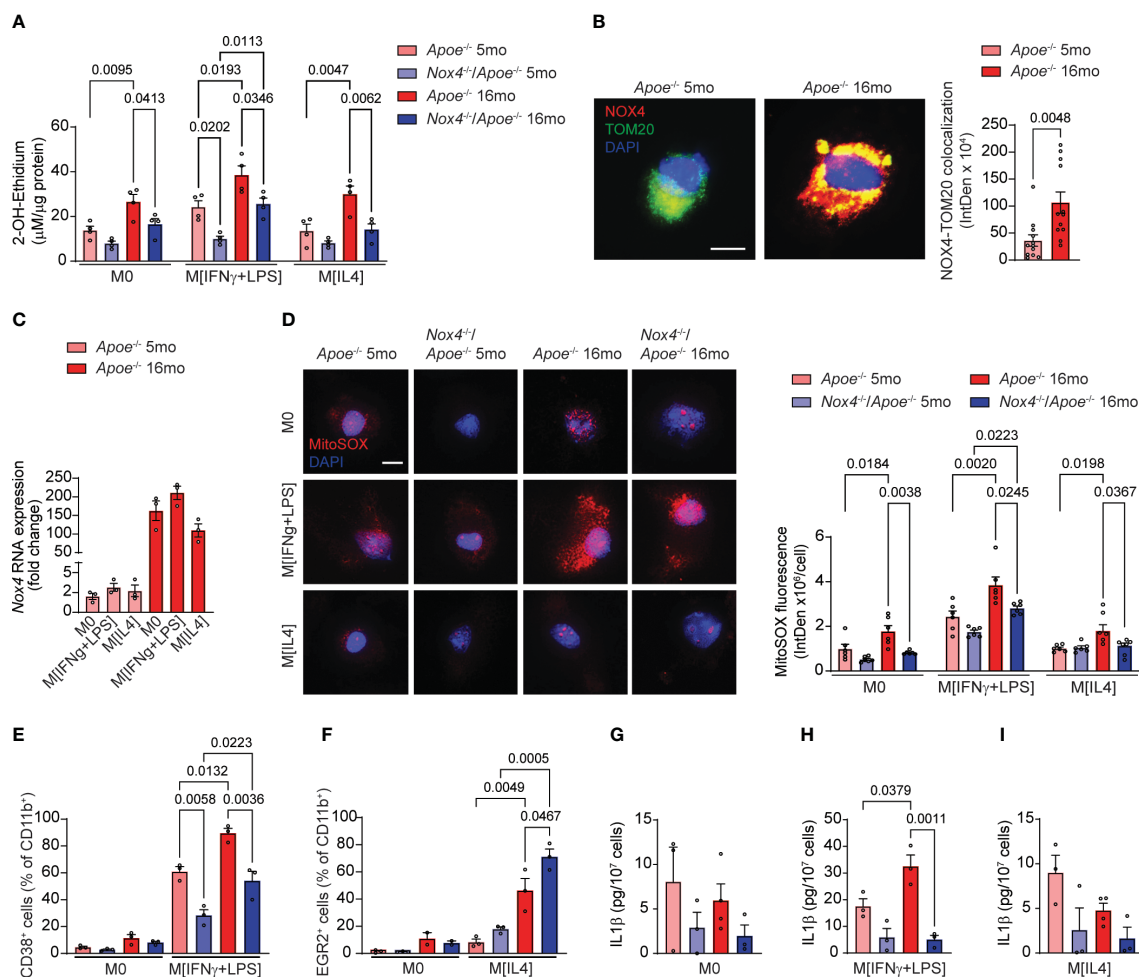 A
0.0095
0.0413
0.0113
0.0193
0.0346
0.0202
0.0047
0.0062
Apoe-/- 5mo
Nox4-/-/Apoe-/- 5mo
Apoe-/- 16mo
Nox4-/-/Apoe-/- 16mo
2-OH-Ethidium
(μM/μg protein)
60
40
20
0
M0
M[IFNγ+LPS]
M[IL4]
B
Apoe-/- 5mo
Apoe-/- 16mo
NOX4
TOM20
DAPI
Apoe-/- 5mo
Apoe-/- 16mo
0.0048
NOX4-TOM20 colocalization
(IntDen x 10⁴)
250
200
150
100
50
0
C
Apoe-/- 5mo
Apoe-/- 16mo
Nox4 RNA expression
(fold change)
250
200
150
100
50
4
2
0
M0
M[IFNg+LPS]
M[IL4]
M0
M[IFNg+LPS]
M[IL4]
D
Apoe-/- 5mo
Nox4-/-/
Apoe-/- 5mo
Apoe-/- 16mo
Nox4-/-/
Apoe-/- 16mo
M0
MitoSOX
DAPI
M[IFNg+LPS]
M[IL4]
Apoe-/- 5mo
Apoe-/- 16mo
Nox4-/-/Apoe-/- 5mo
Nox4-/-/Apoe-/- 16mo
0.0184
0.0038
0.0223
0.0020
0.0245
0.0198
0.0367
MitoSOX fluorescence
(IntDen x10⁶/cell)
6
4
2
0
M0
M[IFNγ+LPS]
M[IL4]
E
0.0223
0.0132
0.0058
0.0036
CD38⁺ cells (% of CD11b⁺)
100
80
60
40
20
0
M0
M[IFNγ+LPS]
F
0.0005
0.0049
0.0467
EGR2⁺ cells (% of CD11b⁺)
100
80
60
40
20
0
M0
M[IL4]
G
IL1β (pg/10⁷ cells)
15
10
5
0
M0
H
0.0379
0.0011
IL1β (pg/10⁷ cells)
50
40
30
20
10
0
M[IFNγ+LPS]
I
IL1β (pg/10⁷ cells)
15
10
5
0
M[IL4]